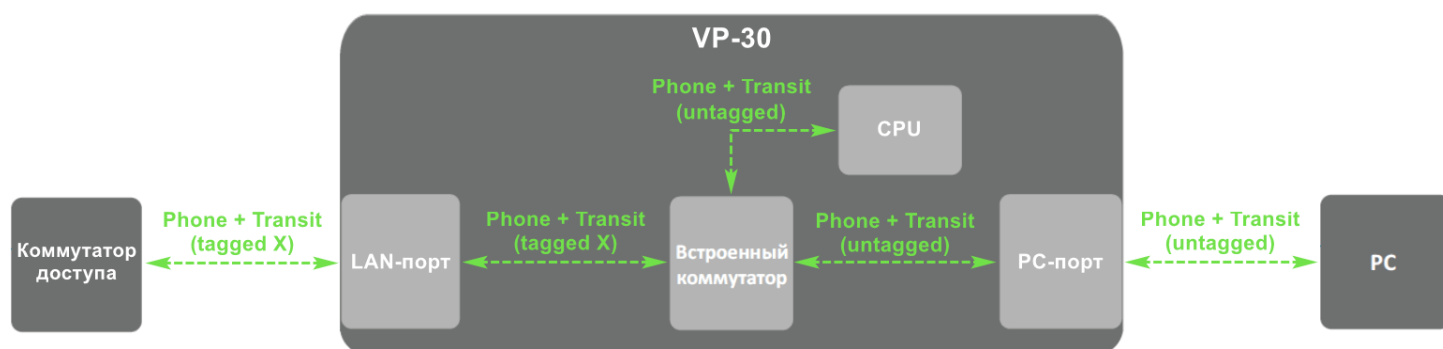 VP-30
Phone + Transit
(untagged)
CPU
Коммутатор
доступа
Phone + Transit
(tagged X)
LAN-порт
Phone + Transit
(tagged X)
Встроенный
коммутатор
Phone + Transit
(untagged)
PC-порт
Phone + Transit
(untagged)
PC